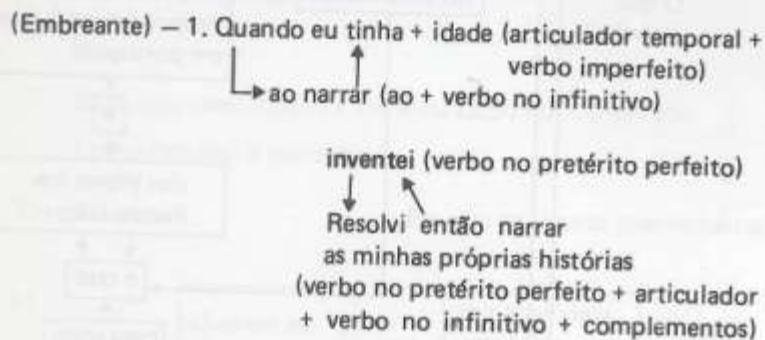 (Embreante) — 1. Quando eu tinha + idade (articulador temporal +
verbo imperfeito)
ao narrar (ao + verbo no infinitivo)
inventei (verbo no pretérito perfeito)
Resolvi então narrar
as minhas próprias histórias
(verbo no pretérito perfeito + articulador
+ verbo no infinitivo + complementos)